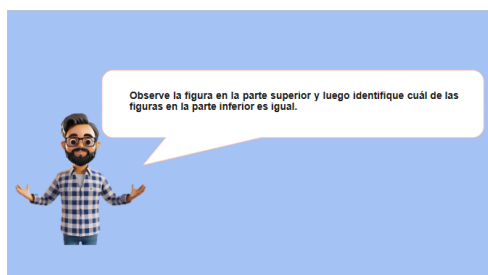 Observe la figura en la parte superior y luego identifique cuál de las
figuras en la parte inferior es igual.